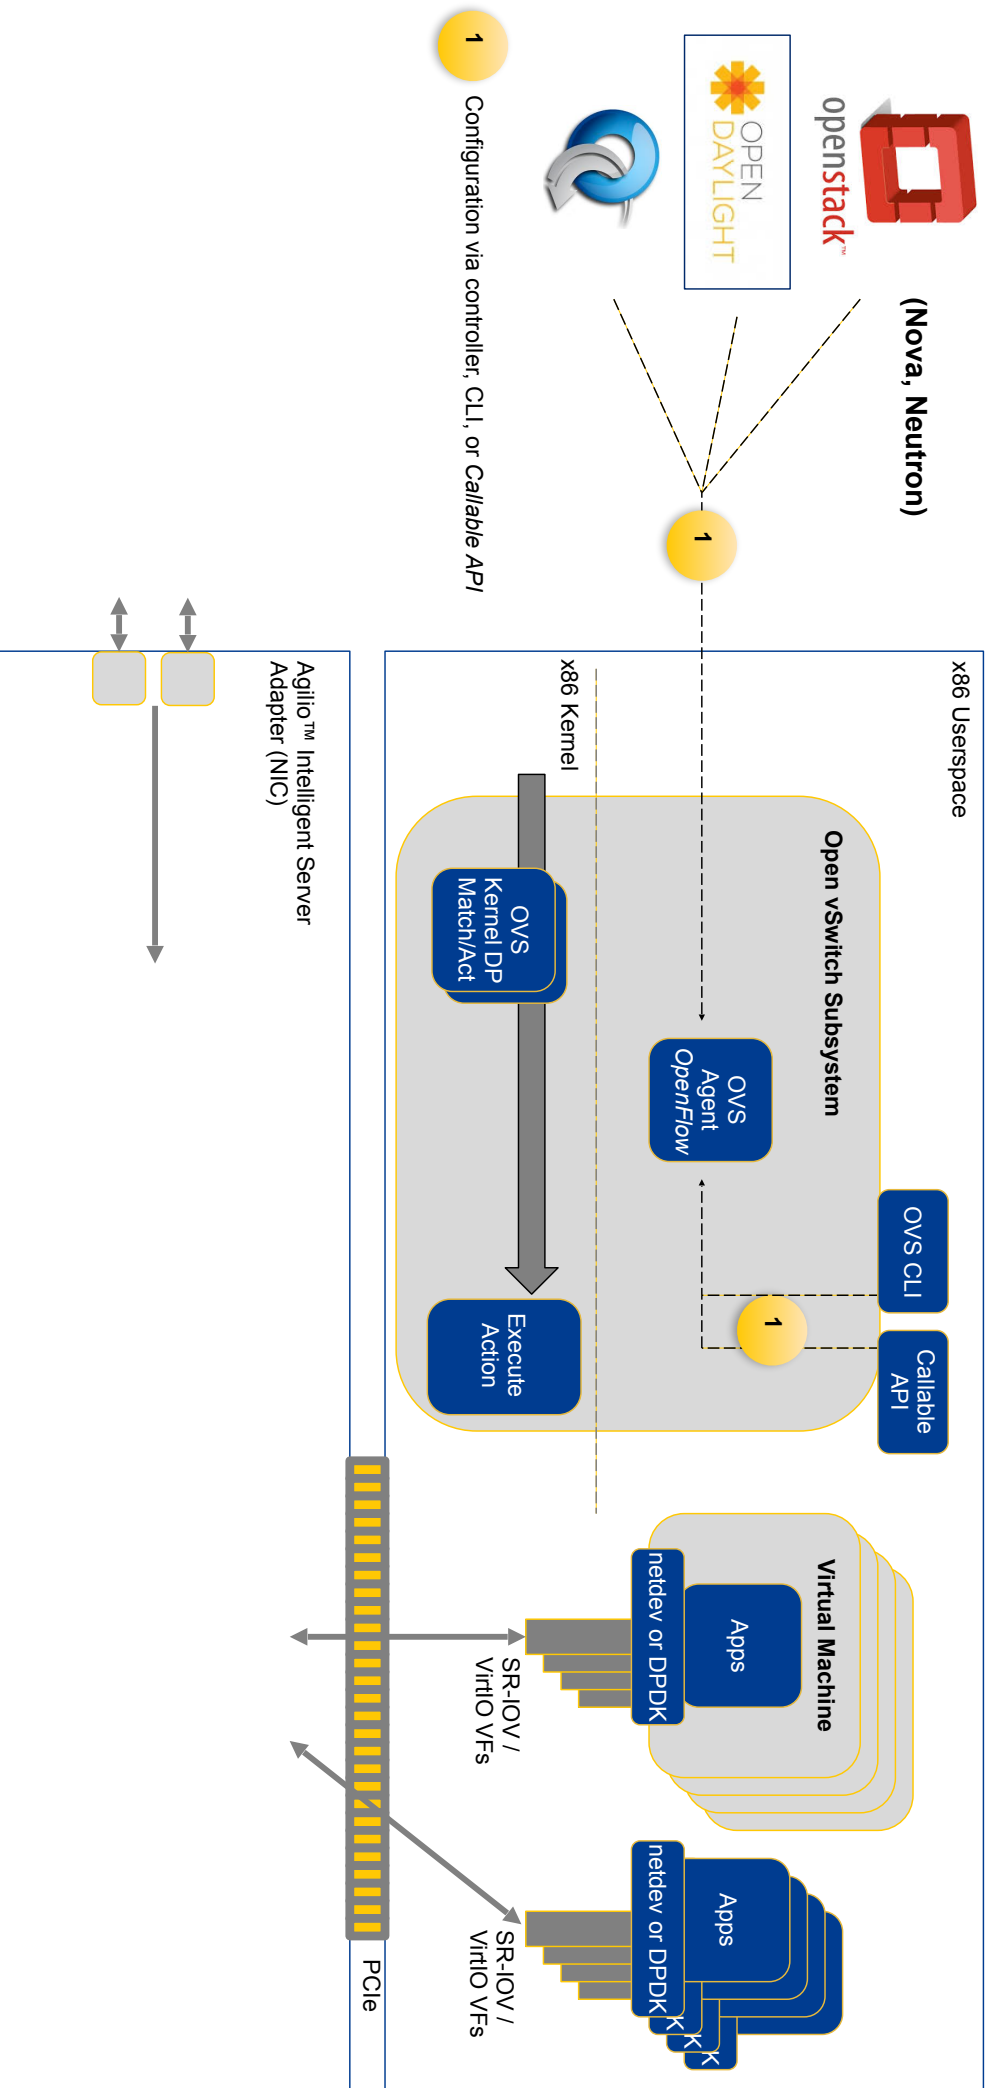 openstack™
(Nova, Neutron)
OPEN
DAYLIGHT
1
1
Configuration via controller, CLI, or Callable API
x86 Userspace
Open vSwitch Subsystem
OVS CLI
Callable
API
1
OVS
Agent
OpenFlow
x86 Kernel
OVS
Kernel DP
Match/Act
Execute
Action
Virtual Machine
Apps
netdev or DPDK
SR-IOV /
VirtIO VFs
Apps
netdev or DPDK
K
K
K
SR-IOV /
VirtIO VFs
PCIe
Agilio™ Intelligent Server
Adapter (NIC)